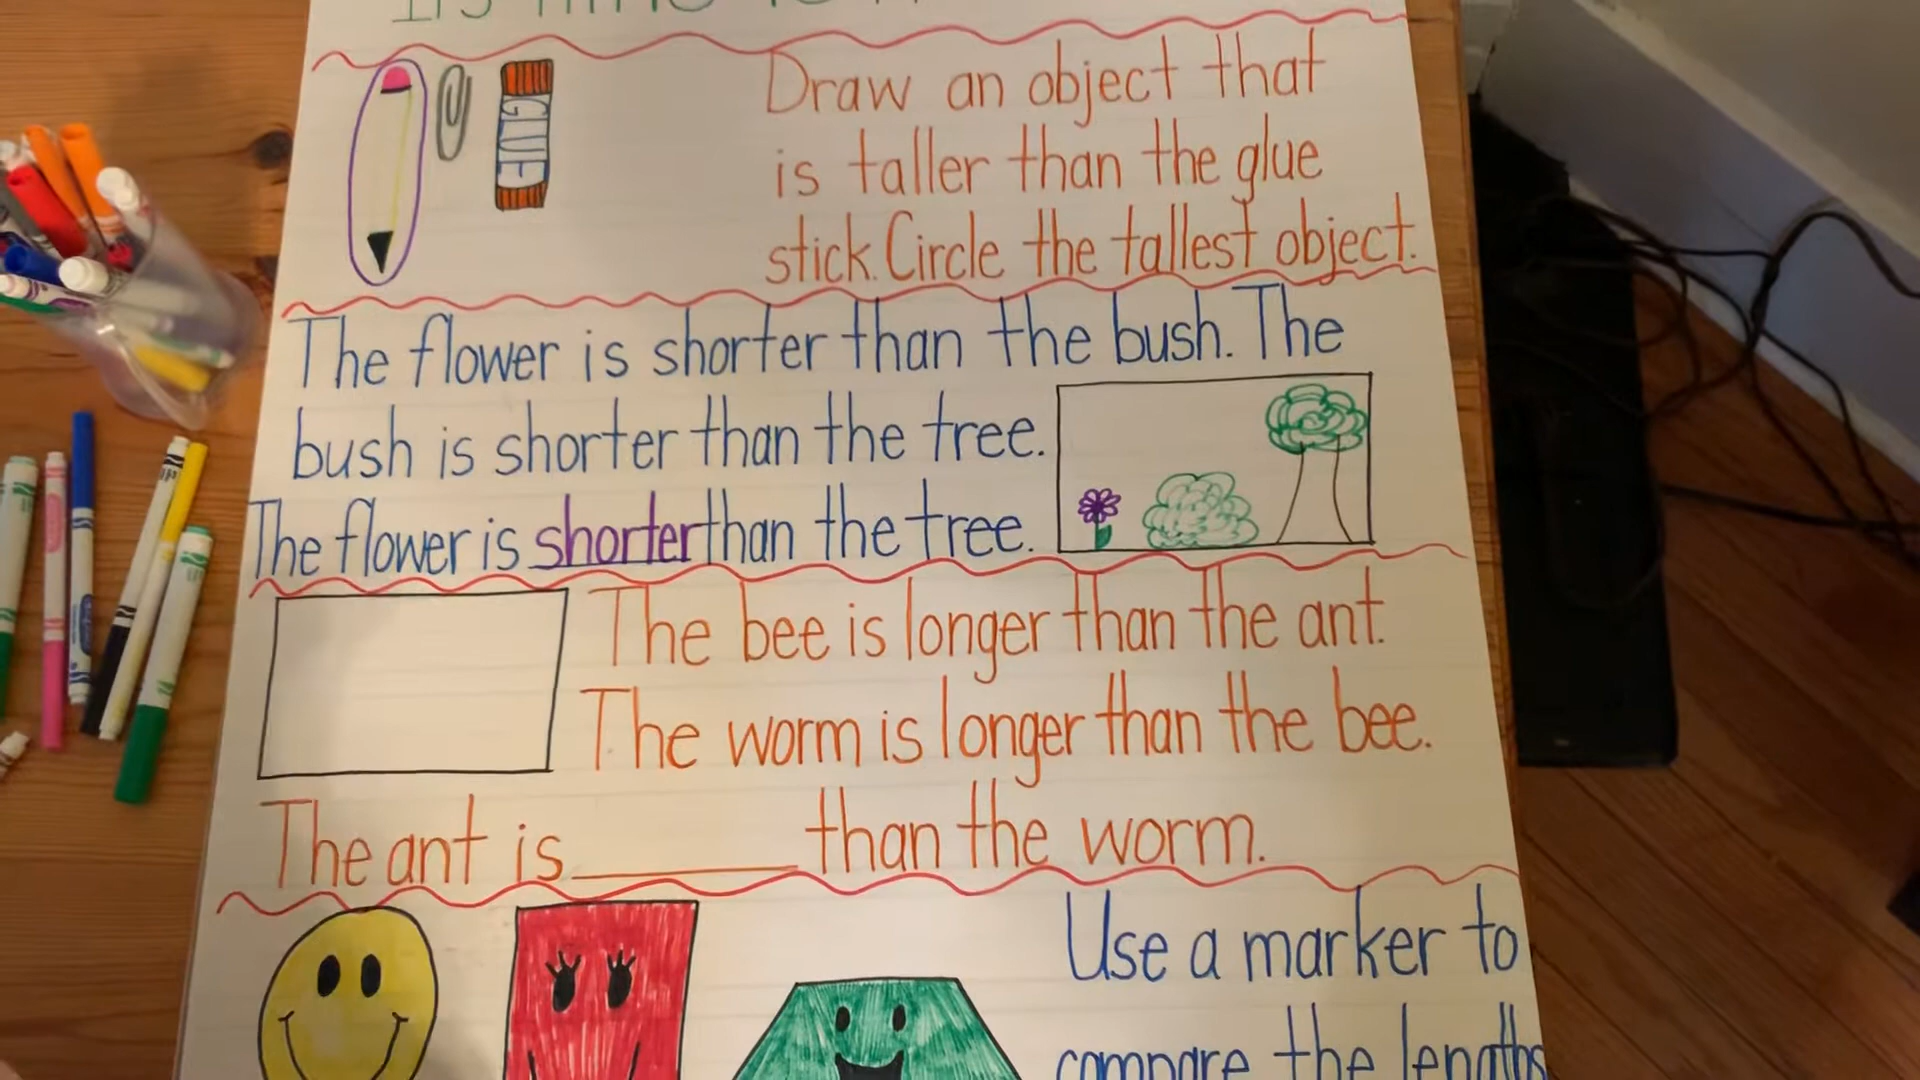 GLUE
Draw an object that
is taller than the glue
stick. Circle the tallest object.
The flower is shorter than the bush. The
bush is shorter than the tree.
The flower is shorter than the tree.
The bee is longer than the ant.
The worm is longer than the bee.
The ant is ______ than the worm.
Use a marker to
compare the lengths